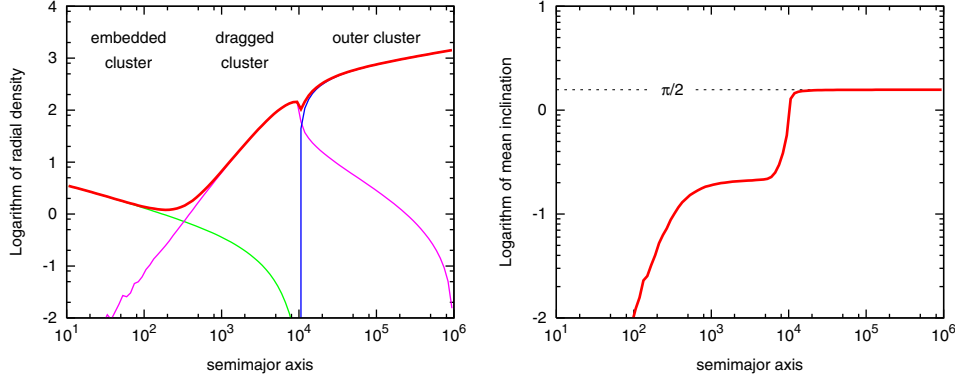 embedded cluster
dragged cluster
outer cluster
Logarithm of radial density
4
3
2
1
0
-1
-2
10^1
10^2
10^3
10^4
10^5
10^6
semimajor axis
Logarithm of mean inclination
1
0
-1
-2
π/2
10^1
10^2
10^3
10^4
10^5
10^6
semimajor axis